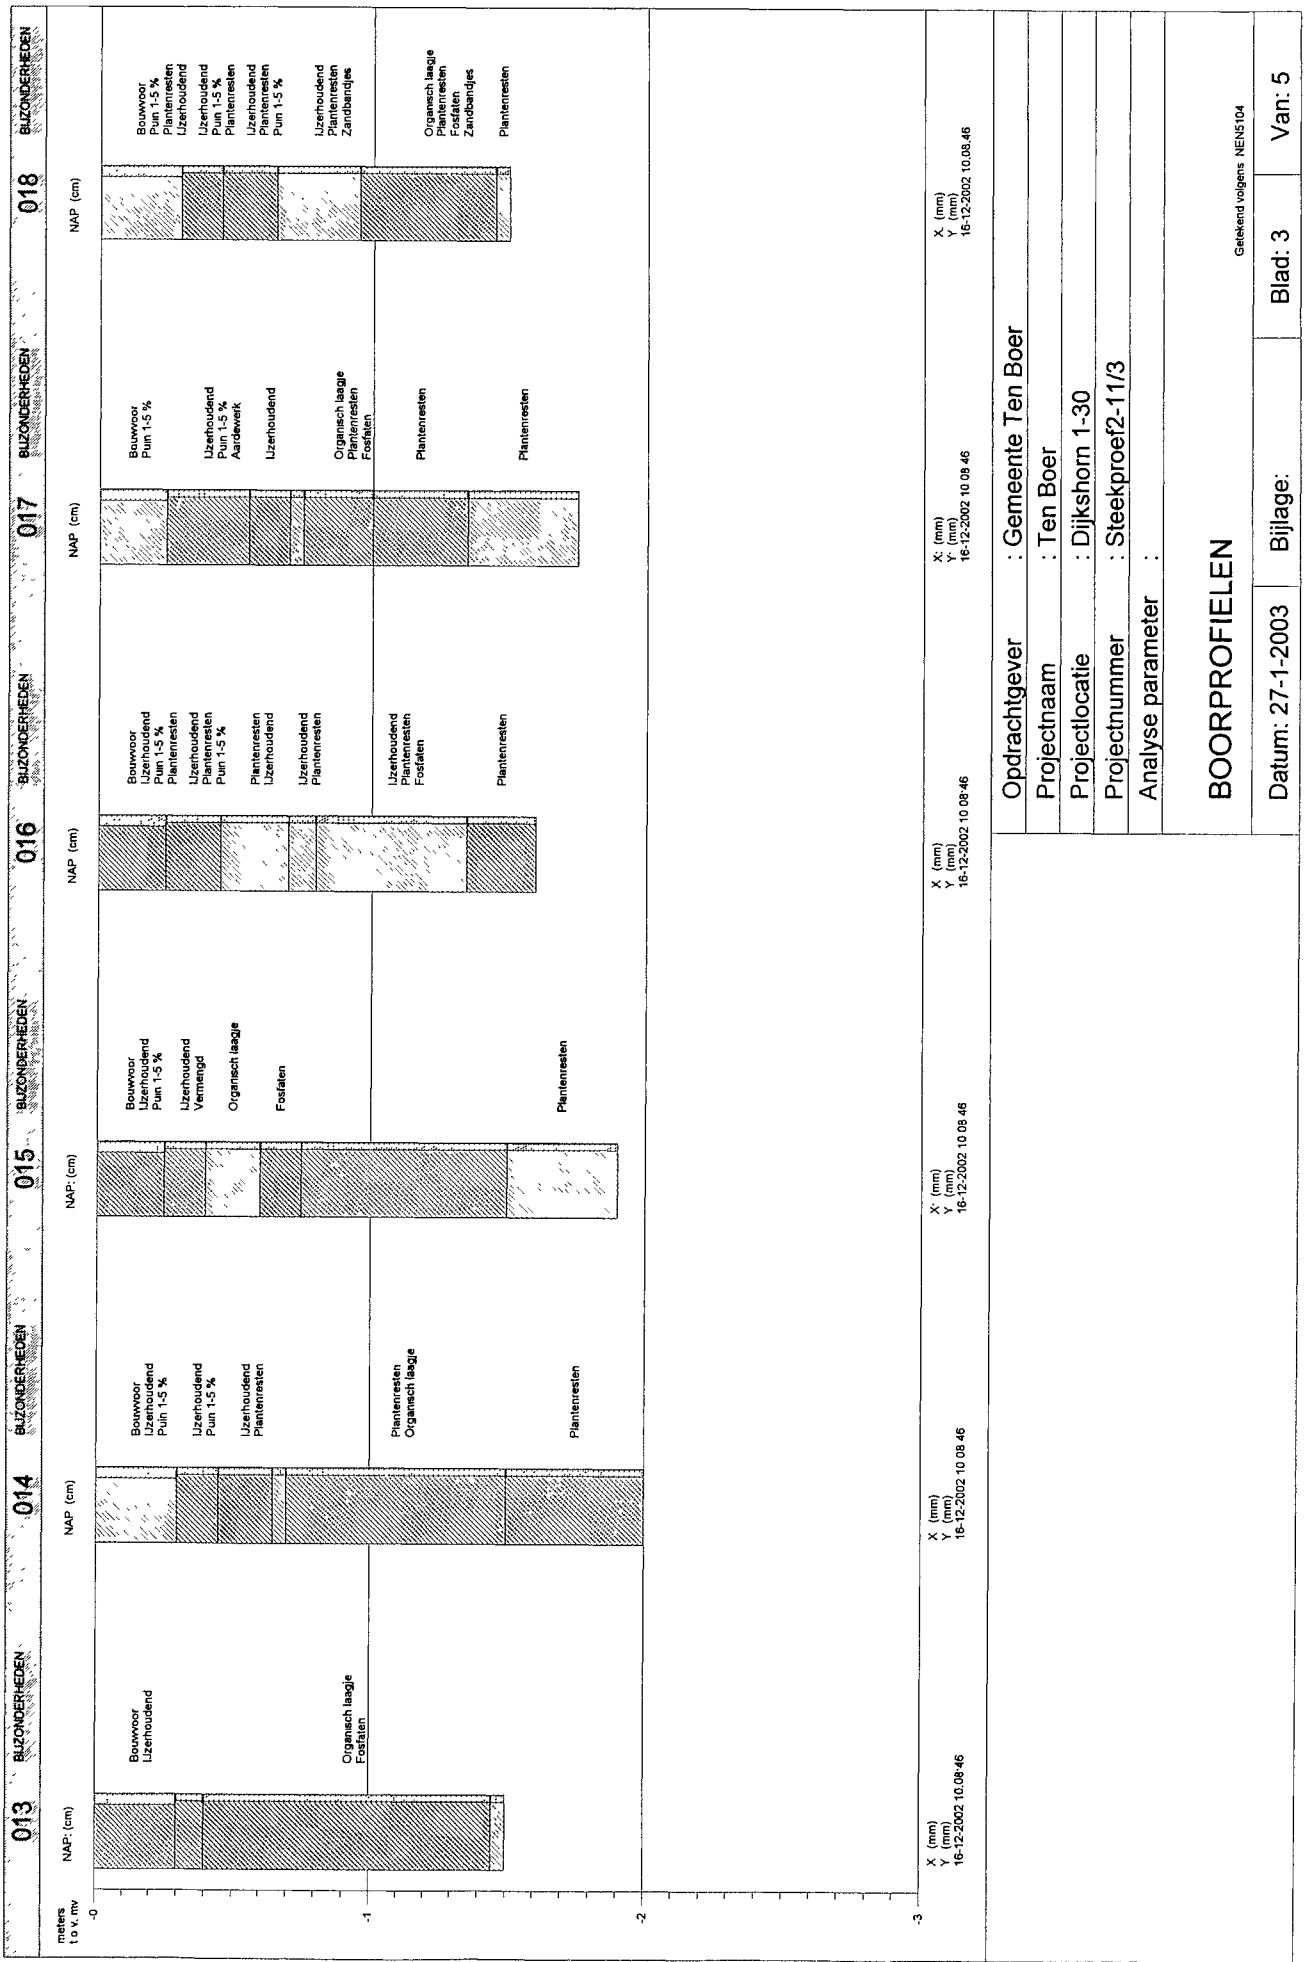 013 BIJZONDERHEDEN
014 BIJZONDERHEDEN
015 BIJZONDERHEDEN
016 BIJZONDERHEDEN
017 BIJZONDERHEDEN
018 BIJZONDERHEDEN
meters
t o v. mv
-0
-1
-2
-3
NAP: (cm)
Bouwvoor
IJzerhoudend
Organisch laagje
Fosfaten
X (mm)
Y (mm)
16-12-2002 10.08:46
NAP (cm)
Bouwvoor
IJzerhoudend
Puin 1-5 %
IJzerhoudend
Puin 1-5 %
IJzerhoudend
Plantenresten
Plantenresten
Organisch laagje
Plantenresten
X (mm)
Y (mm)
16-12-2002 10 08 46
NAP: (cm)
Bouwvoor
IJzerhoudend
Puin 1-5 %
IJzerhoudend
Vermengd
Organisch laagje
Fosfaten
Plantenresten
X· (mm)
Y (mm)
16-12-2002 10 08 46
NAP (cm)
Bouwvoor
IJzerhoudend
Puin 1-5 %
Plantenresten
IJzerhoudend
Plantenresten
Puin 1-5 %
Plantenresten
IJzerhoudend
IJzerhoudend
Plantenresten
IJzerhoudend
Plantenresten
Fosfaten
Plantenresten
X (mm)
Y (mm)
16-12-2002 10 08·46
NAP (cm)
Bouwvoor
Puin 1-5 %
IJzerhoudend
Puin 1-5 %
Aardewerk
IJzerhoudend
Organisch laagje
Plantenresten
Fosfaten
Plantenresten
Plantenresten
X: (mm)
Y· (mm)
16-12-2002 10 08 46
NAP (cm)
Bouwvoor
Puin 1-5 %
Plantenresten
IJzerhoudend
IJzerhoudend
Puin 1-5 %
Plantenresten
IJzerhoudend
Plantenresten
Puin 1-5 %
IJzerhoudend
Plantenresten
Zandbandjes
Organisch laagje
Plantenresten
Fosfaten
Zandbandjes
Plantenresten
X. (mm)
Y (mm)
16-12-2002 10.08.46
Opdrachtgever : Gemeente Ten Boer
Projectnaam : Ten Boer
Projectlocatie : Dijkshorn 1-30
Projectnummer : Steekproef2-11/3
Analyse parameter :
BOORPROFIELEN
Getekend volgens NEN5104
Datum: 27-1-2003 Bijlage: Blad: 3 Van: 5